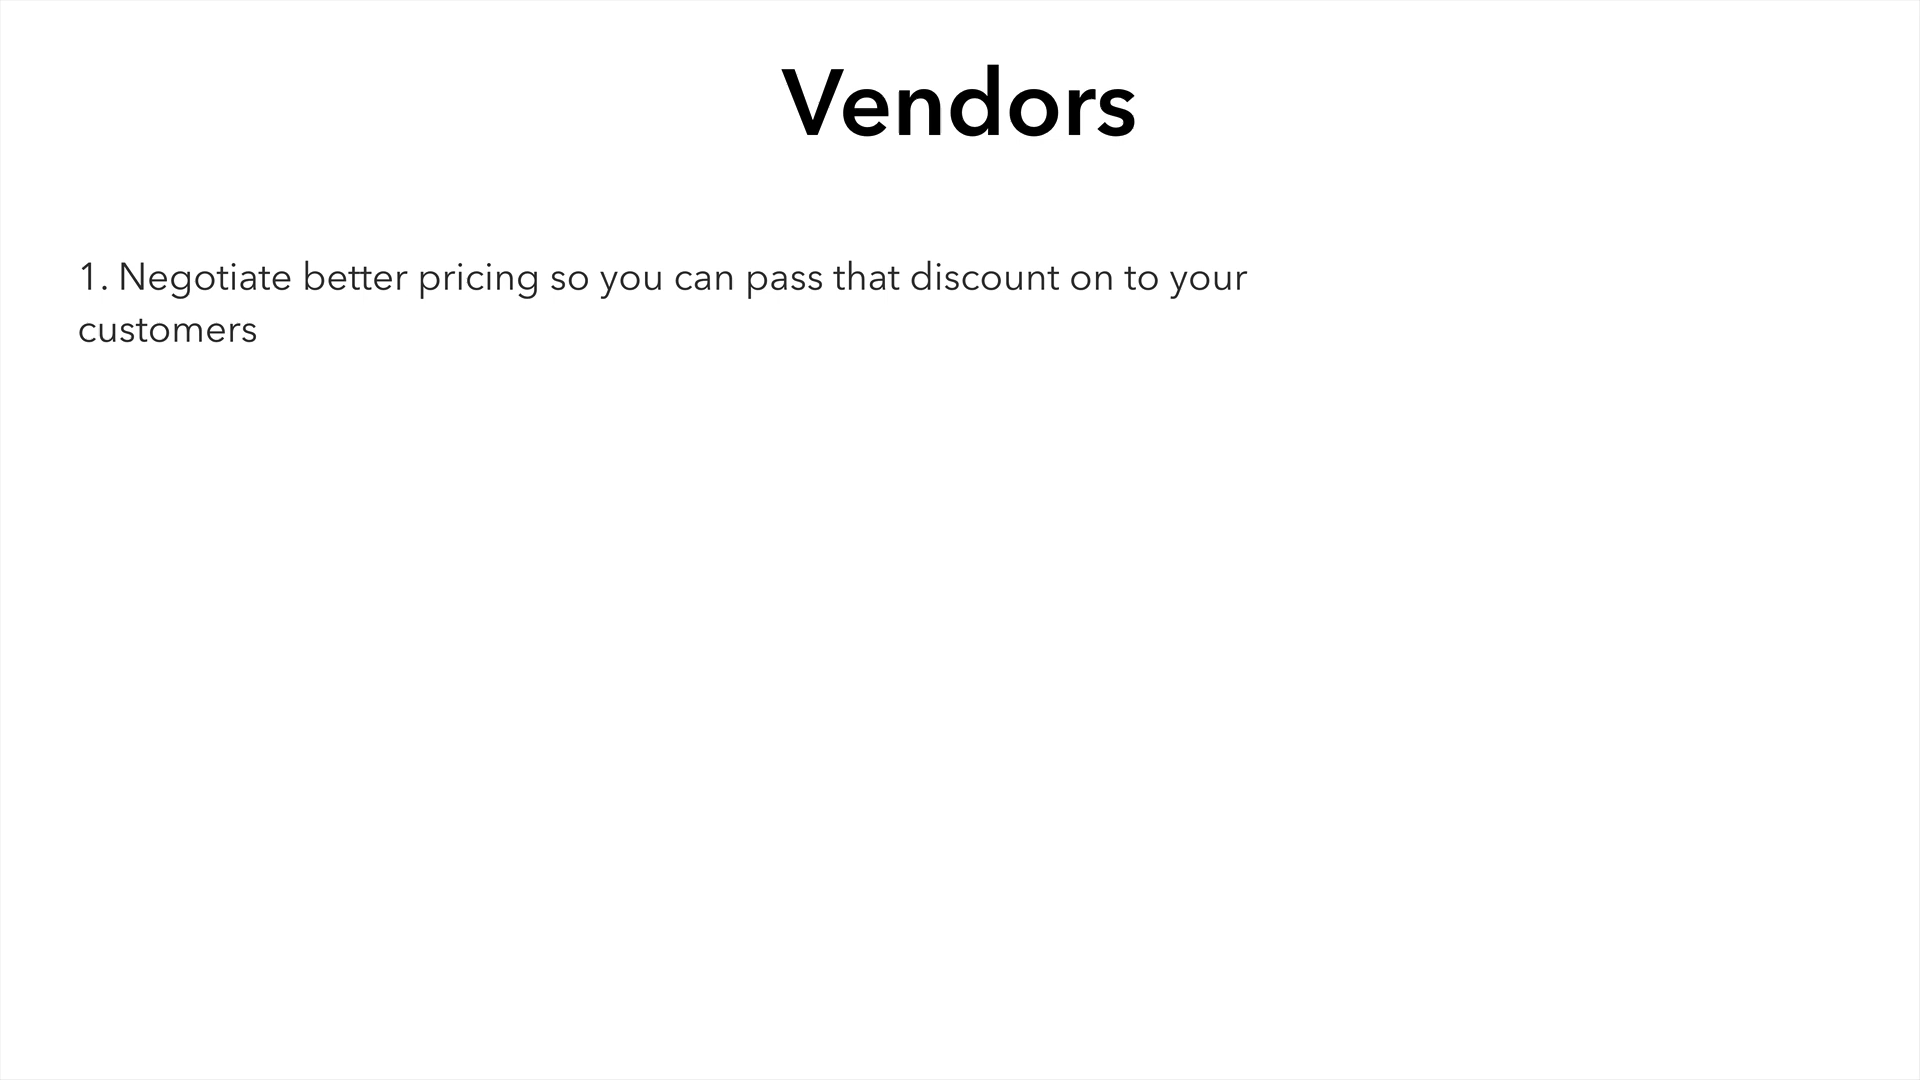 Vendors
1. Negotiate better pricing so you can pass that discount on to your
customers